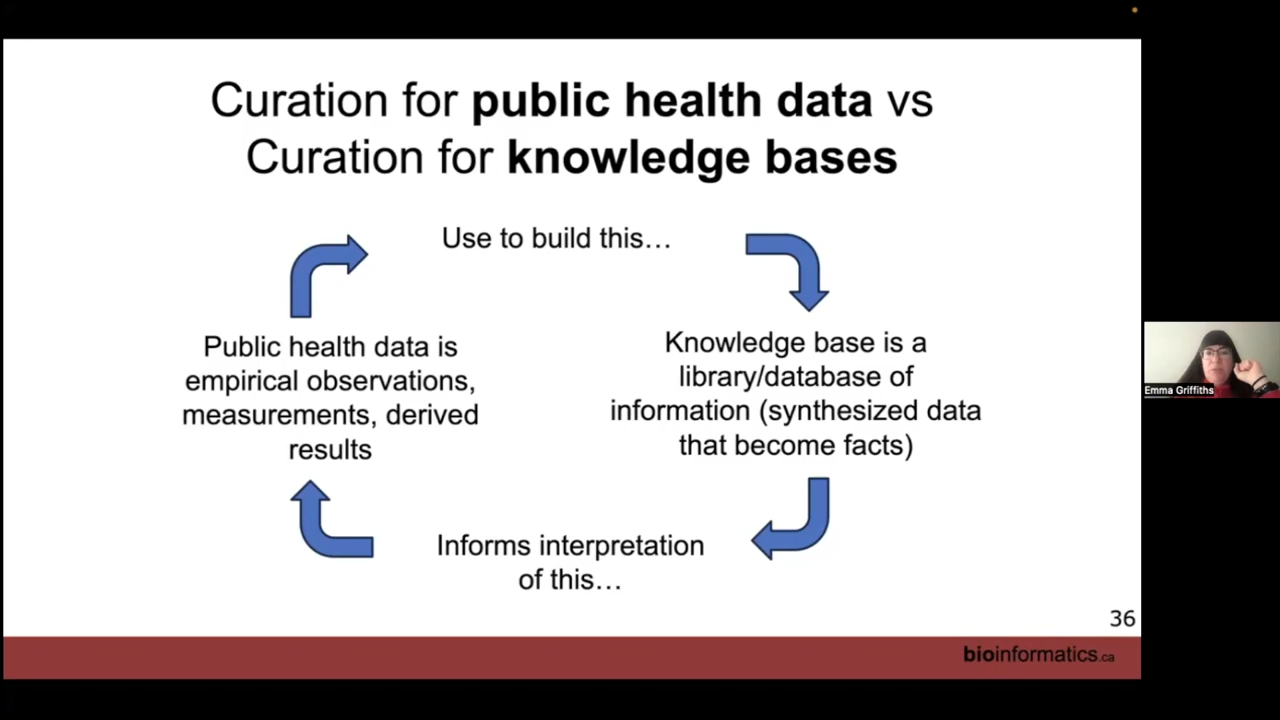 Curation for public health data vs
Curation for knowledge bases
Use to build this…
Public health data is
empirical observations,
measurements, derived
results
Knowledge base is a
library/database of
information (synthesized data
that become facts)
Informs interpretation
of this…
36
bioinformatics.ca
Emma Griffiths